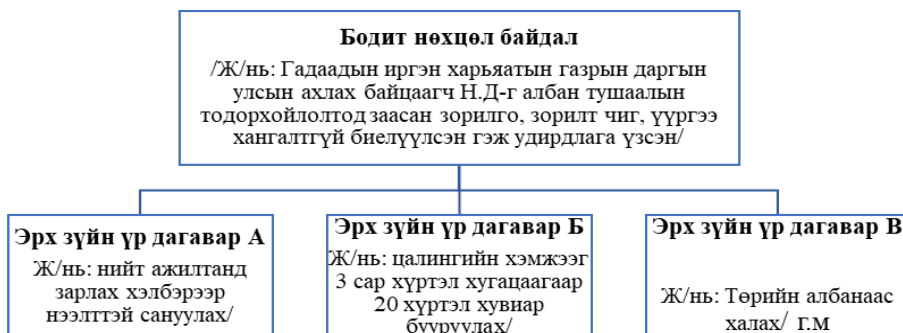 Бодит нөхцөл байдал
/Ж/нь: Гадаадын иргэн харьяатын газрын даргын
улсын ахлах байцаагч Н.Д-г албан тушаалын
тодорхойлолтод заасан зорилго, зорилт чиг, үүргээ
хангалтгүй биелүүлсэн гэж удирдлага үзсэн/
Эрх зүйн үр дагавар А
Ж/нь: нийт ажилтанд
зарлах хэлбэрээр
нээлттэй сануулах/
Эрх зүйн үр дагавар Б
Ж/нь: цалингийн хэмжээг
3 сар хүртэл хугацаагаар
20 хүртэл хувиар
бууруулах/
Эрх зүйн үр дагавар В
Ж/нь: Төрийн албанаас
халах/ г.м